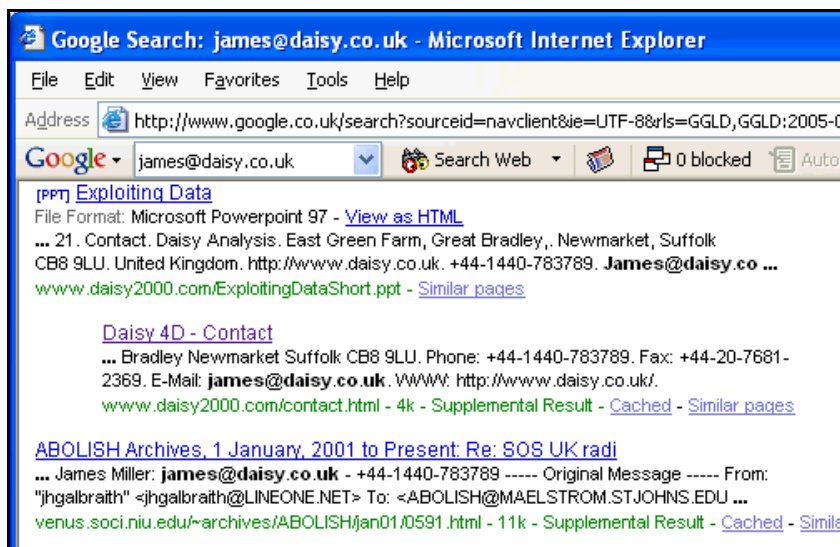 Google Search: james@daisy.co.uk - Microsoft Internet Explorer
File Edit View Favorites Tools Help
Address http://www.google.co.uk/search?sourceid=navclient&ie=UTF-8&rls=GGLD,GGLD:2005-0
Google james@daisy.co.uk Search Web 0 blocked Auto
[PPT] Exploiting Data
File Format: Microsoft Powerpoint 97 - View as HTML
... 21. Contact. Daisy Analysis. East Green Farm, Great Bradley,. Newmarket, Suffolk
CB8 9LU. United Kingdom. http://www.daisy.co.uk. +44-1440-783789. James@daisy.co ...
www.daisy2000.com/ExploitingDataShort.ppt - Similar pages
Daisy 4D - Contact
... Bradley Newmarket Suffolk CB8 9LU. Phone: +44-1440-783789. Fax: +44-20-7681-
2369. E-Mail: james@daisy.co.uk. WWW: http://www.daisy.co.uk/.
www.daisy2000.com/contact.html - 4k - Supplemental Result - Cached - Similar pages
ABOLISH Archives, 1 January, 2001 to Present: Re: SOS UK radi
... James Miller: james@daisy.co.uk - +44-1440-783789 ----- Original Message ----- From:
"jhgalbraith" <jhgalbraith@LINEONE.NET> To: <ABOLISH@MAELSTROM.STJOHNS.EDU ...
venus.soci.niu.edu/~archives/ABOLISH/jan01/0591.html - 11k - Supplemental Result - Cached - Simila